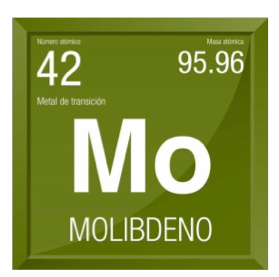 Número atómico
Masa atómica
42
95.96
Metal de transición
Mo
MOLIBDENO